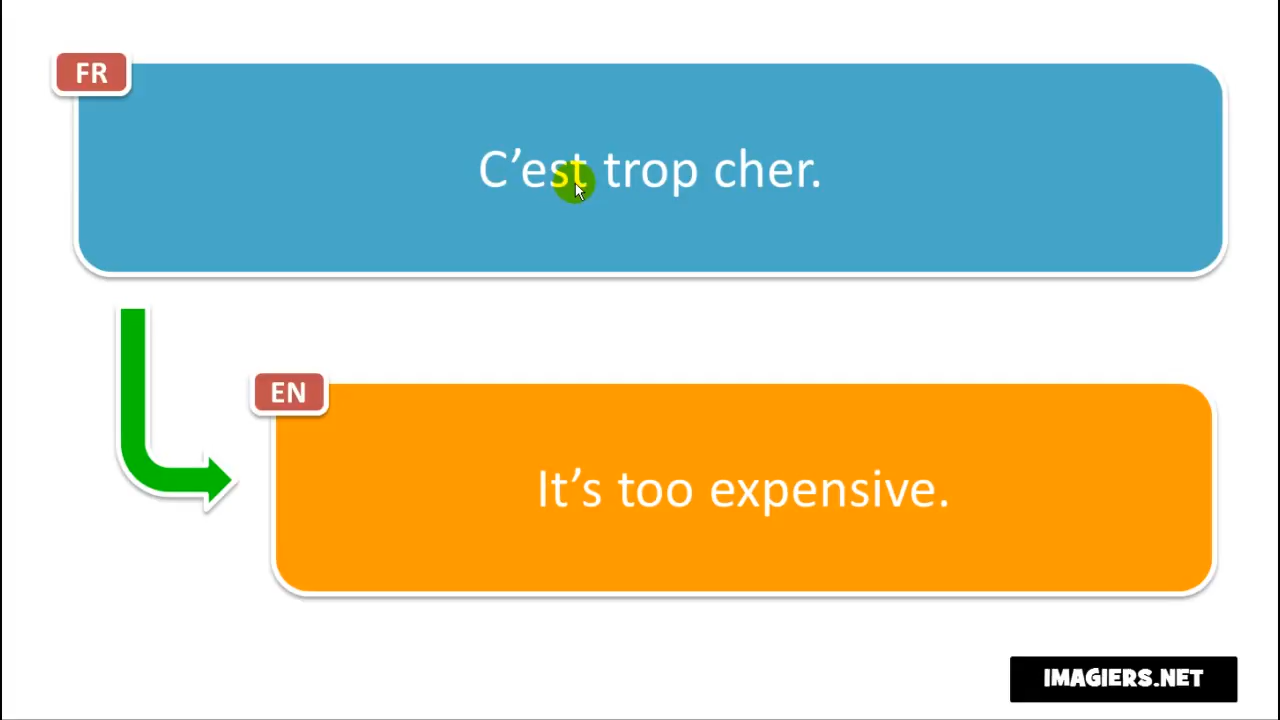 FR
C’est trop cher.
EN
It’s too expensive.
IMAGIERS.NET